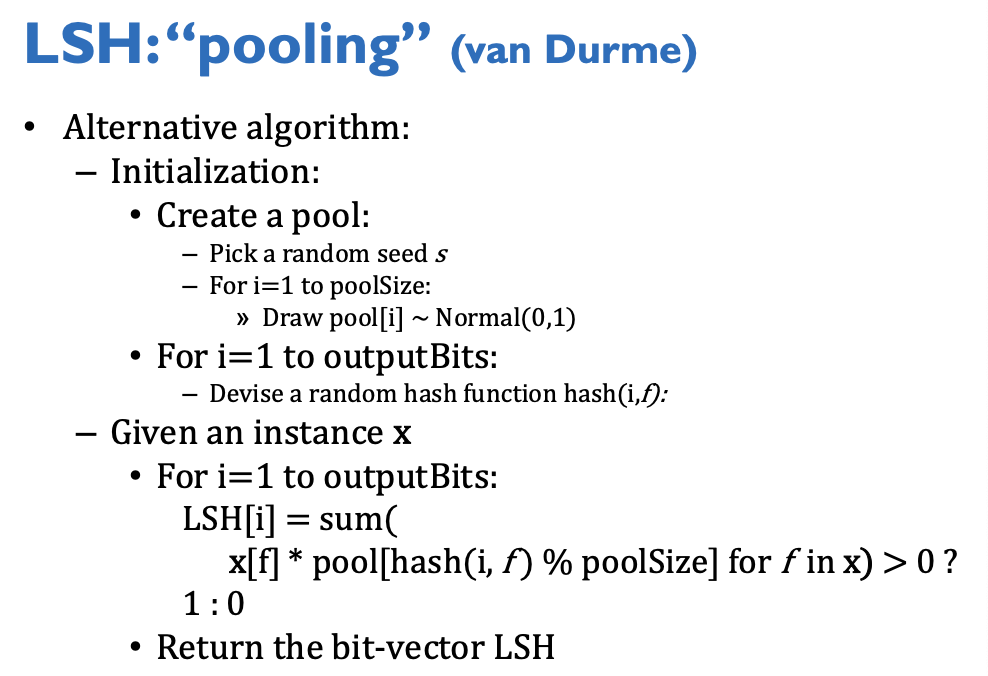 LSH: “pooling” (van Durme)
• Alternative algorithm:
– Initialization:
• Create a pool:
– Pick a random seed s
– For i=1 to poolSize:
» Draw pool[i] ~ Normal(0,1)
• For i=1 to outputBits:
– Devise a random hash function hash(i,f):
– Given an instance x
• For i=1 to outputBits:
LSH[i] = sum(
x[f] * pool[hash(i, f) % poolSize] for f in x) > 0 ?
1 : 0
• Return the bit-vector LSH